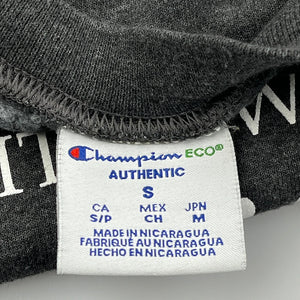 Champion ECO®
AUTHENTIC
S
CA MEX JPN
S/P CH M
MADE IN NICARAGUA
FABRIQUÉ AU NICARAGUA
HECHO EN NICARAGUA